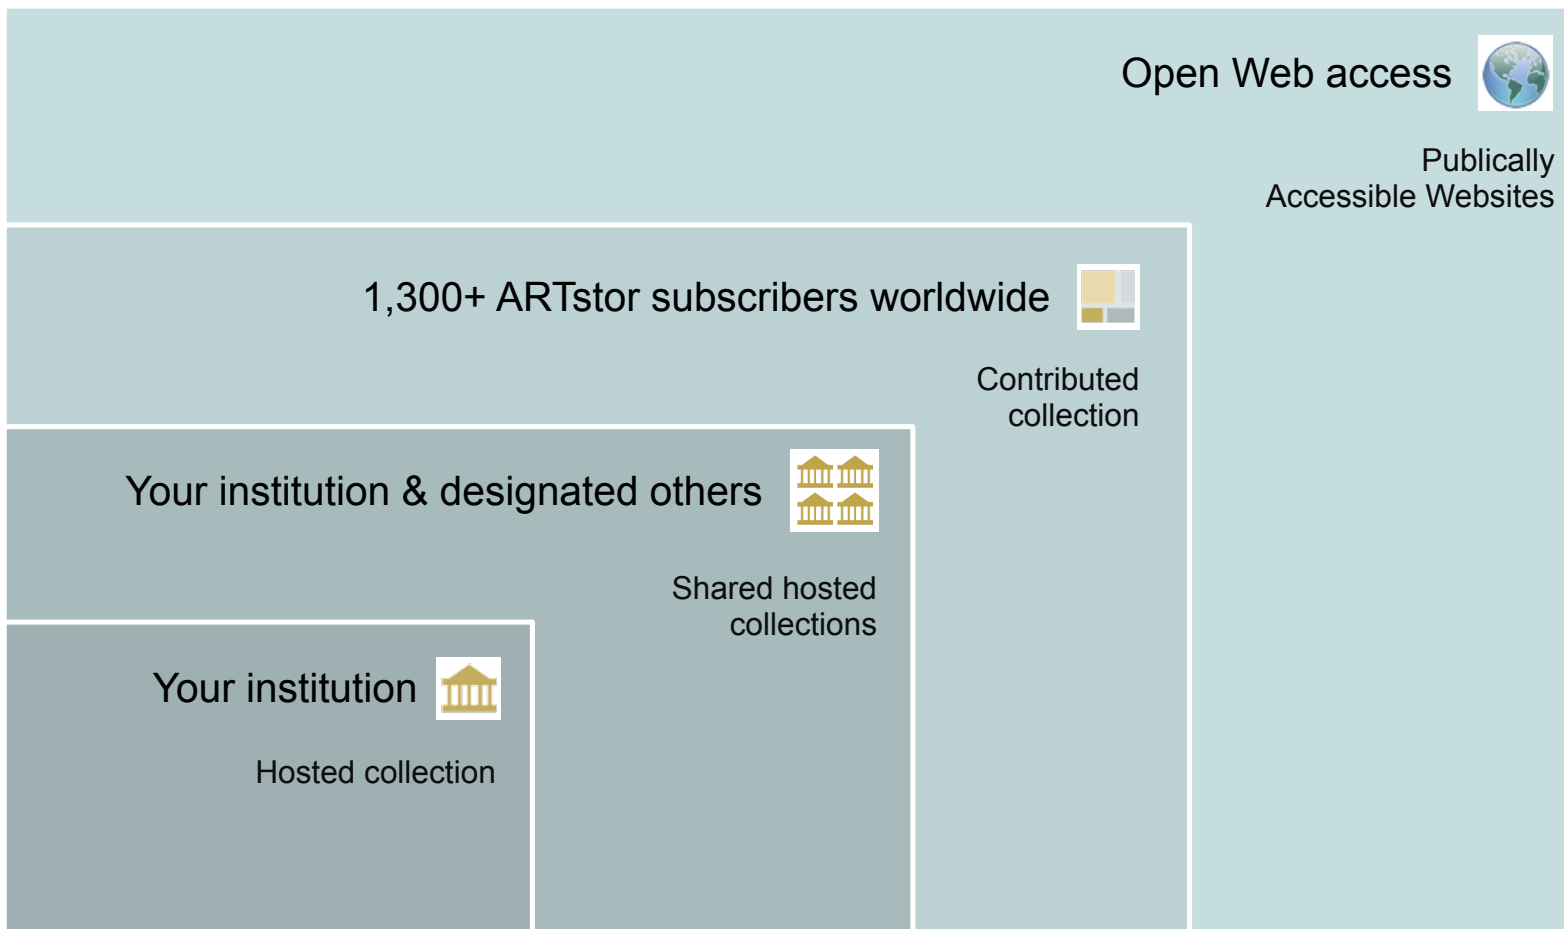 Open Web access
Publically
Accessible Websites
1,300+ ARTstor subscribers worldwide
Contributed
collection
Your institution & designated others
Shared hosted
collections
Your institution
Hosted collection